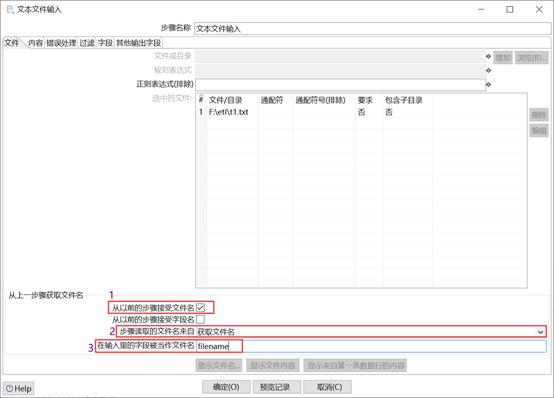 文本文件输入
步骤名称 文本文件输入
文件 内容 错误处理 过滤 字段 其他输出字段
文件或目录 增加 浏览(B)...
规则表达式
正则表达式(排除)
选中的文件: # 文件/目录 通配符 通配符号(排除) 要求 包含子目录
1 F:\etl\t1.txt 否 否
删除
编辑
从上一步骤获取文件名 1
从以前的步骤接受文件名
从以前的步骤接受字段名
2 步骤读取的文件名来自 获取文件名
3 在输入里的字段被当作文件名 filename
显示文件名... 显示文件内容 显示来自第一条数据行的内容
Help 确定(O) 预览记录 取消(C)